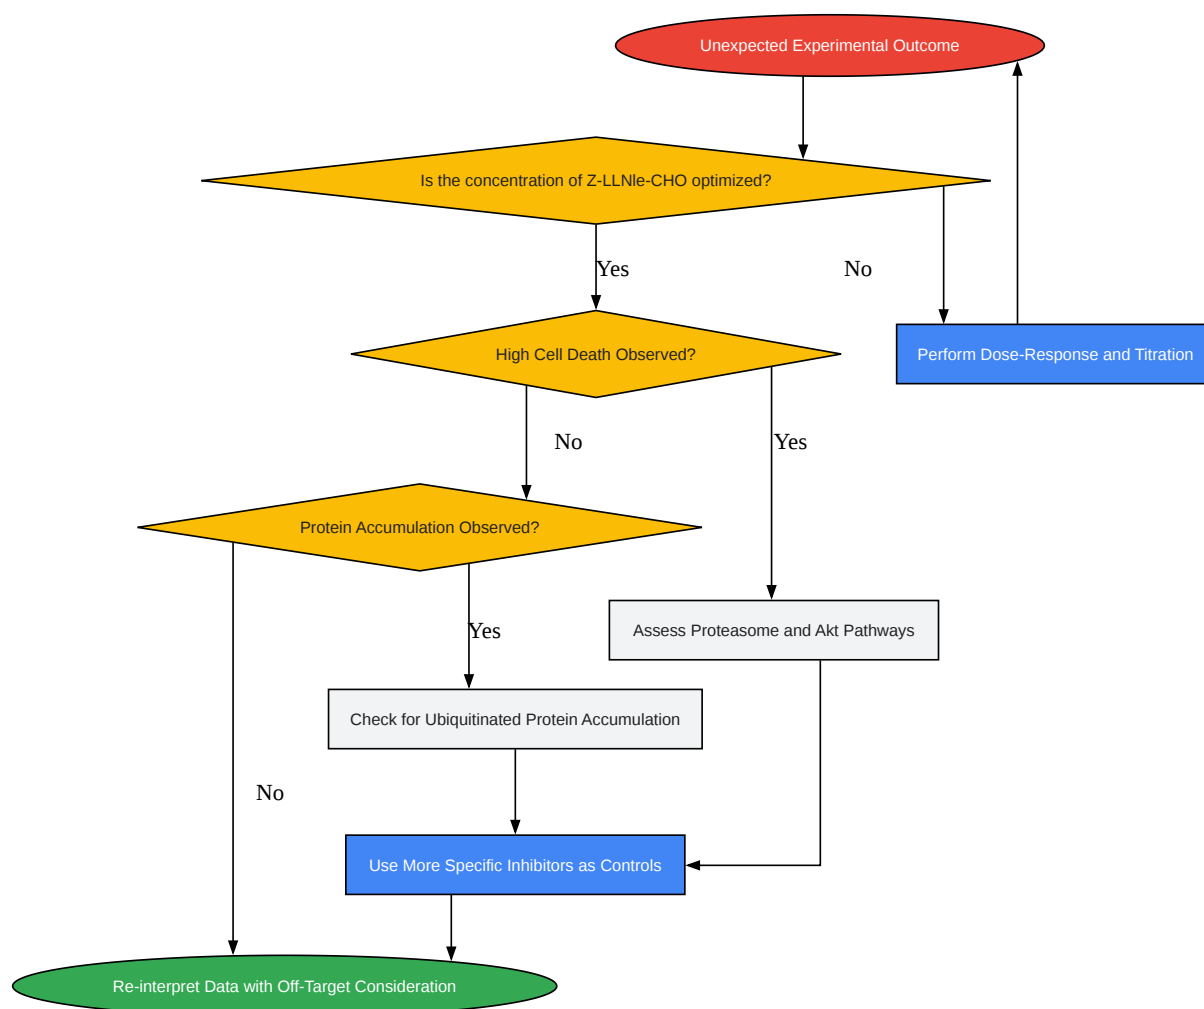 Unexpected Experimental Outcome
Is the concentration of Z-LLNle-CHO optimized?
Yes
No
High Cell Death Observed?
Perform Dose-Response and Titration
No
Yes
Protein Accumulation Observed?
Yes
Assess Proteasome and Akt Pathways
Check for Ubiquitinated Protein Accumulation
No
Use More Specific Inhibitors as Controls
Re-interpret Data with Off-Target Consideration